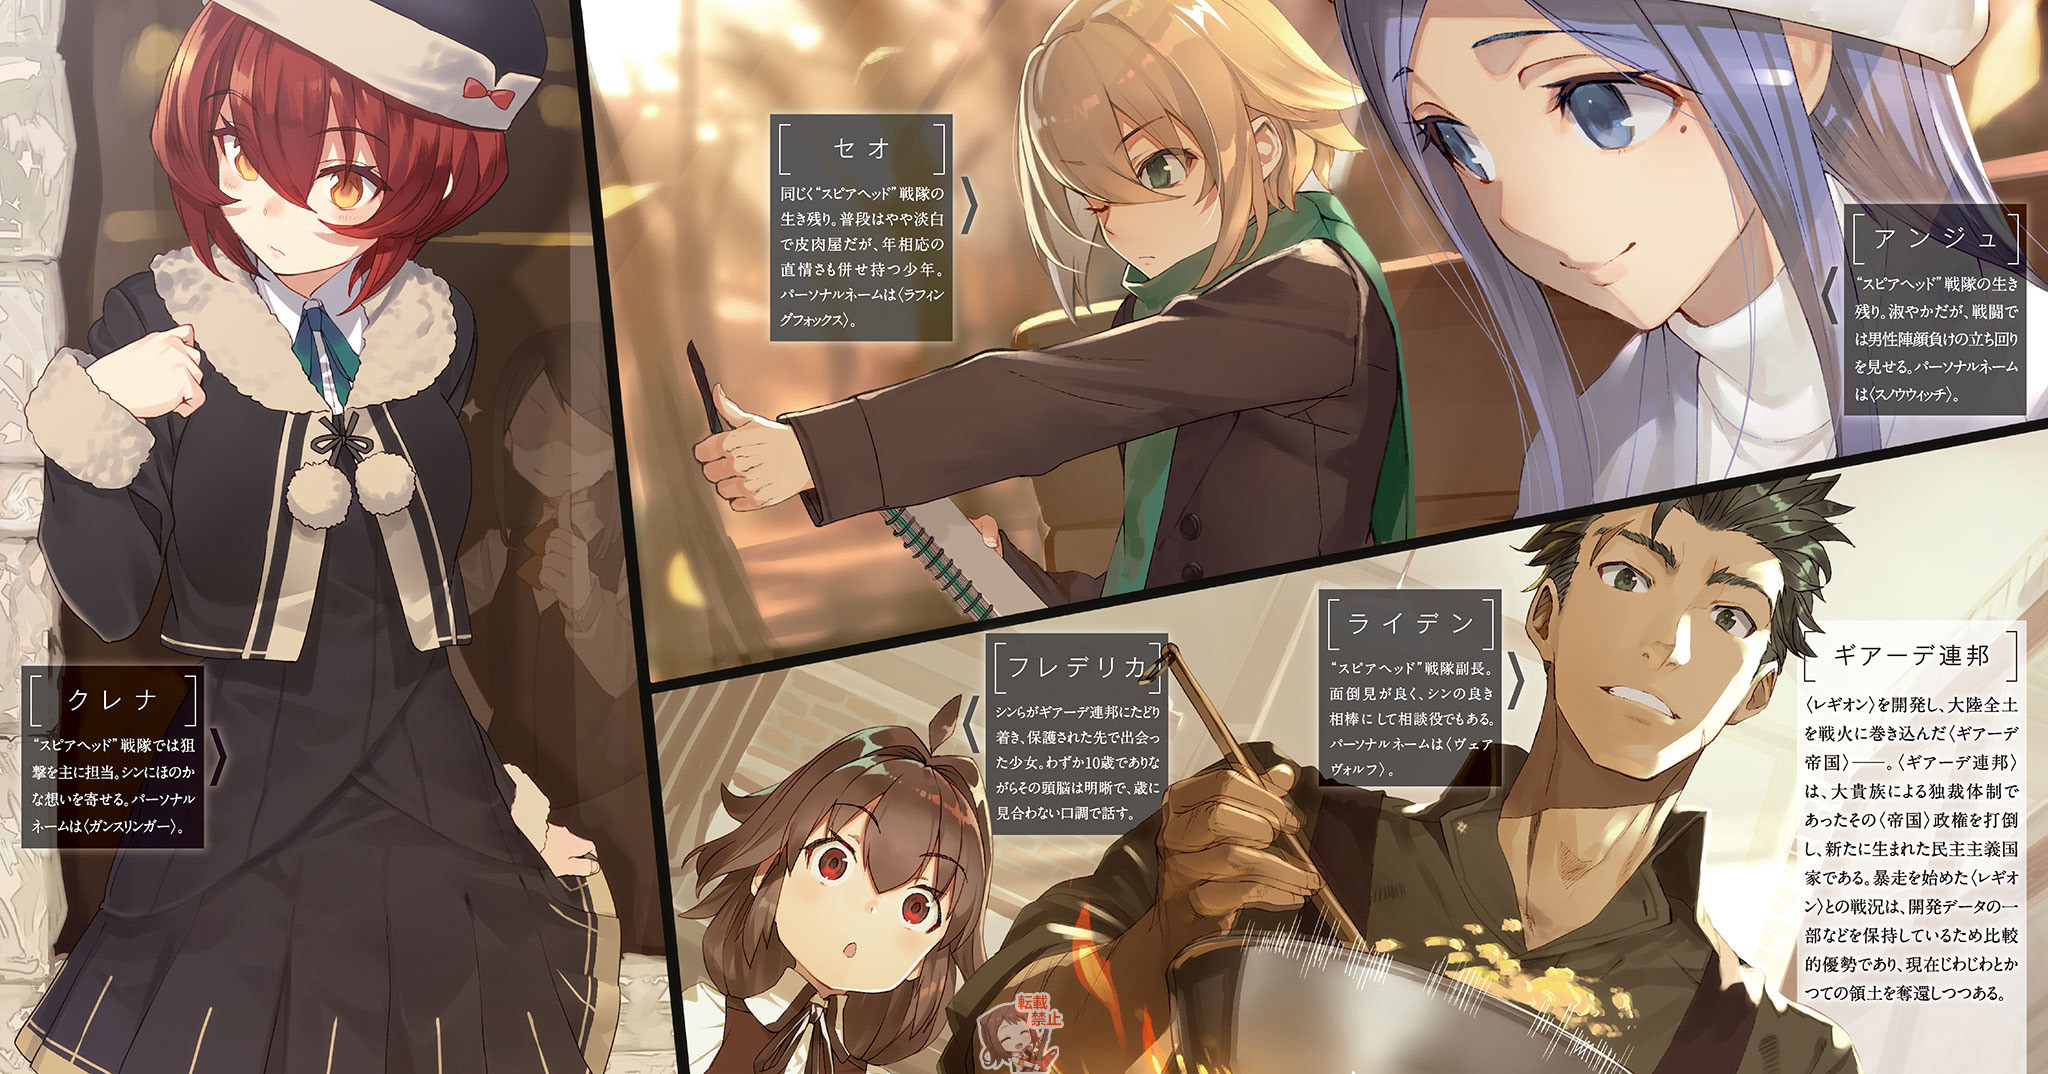 クレナ
“スピアヘッド”戦隊では狙
撃を主に担当。シンにほのか
な想いを寄せる。パーソナル
ネームは〈ガンスリンガー〉。
セオ
同じく“スピアヘッド”戦隊の
生き残り。普段はやや淡白
で皮肉屋だが、年相応の
直情さも併せ持つ少年。
パーソナルネームは〈ラフィン
グフォックス〉。
アンジュ
“スピアヘッド”戦隊の生き
残り。淑やかだが、戦闘で
は男性陣顔負けの立ち回り
を見せる。パーソナルネーム
は〈スノウウィッチ〉。
フレデリカ
シンらがギアーデ連邦にたどり
着き、保護された先で出会っ
た少女。わずか10歳でありな
がらその頭脳は明晰で、歳に
見合わない口調で話す。
ライデン
“スピアヘッド”戦隊副長。
面倒見が良く、シンの良き
相棒にして相談役でもある。
パーソナルネームは〈ヴェア
ヴォルフ〉。
ギアーデ連邦
〈レギオン〉を開発し、大陸全土
を戦火に巻き込んだ〈ギアーデ
帝国〉――。〈ギアーデ連邦〉
は、大貴族による独裁体制で
あったその〈帝国〉政権を打倒
し、新たに生まれた民主主義国
家である。暴走を始めた〈レギオ
ン〉との戦況は、開発データの一
部などを保持しているため比較
的優勢であり、現在じわじわとか
つての領土を奪還しつつある。
転載
禁止